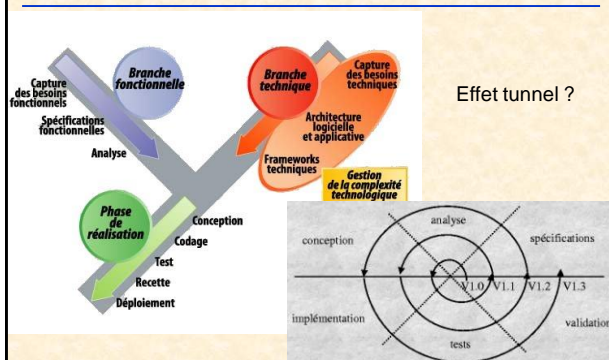 Branche
fonctionnelle
Capture
des besoins
fonctionnels
Spécifications
fonctionnelles
Analyse
Branche
technique
Capture
des besoins
techniques
Architecture
logicielle
et applicative
Frameworks
techniques
Gestion
de la complexité
technologique
Effet tunnel ?
Phase
de
réalisation
Conception
Codage
Test
Recette
Déploiement
analyse
conception
spécifications
V1.0 V1.1 V1.2 V1.3
implémentation
validation
tests